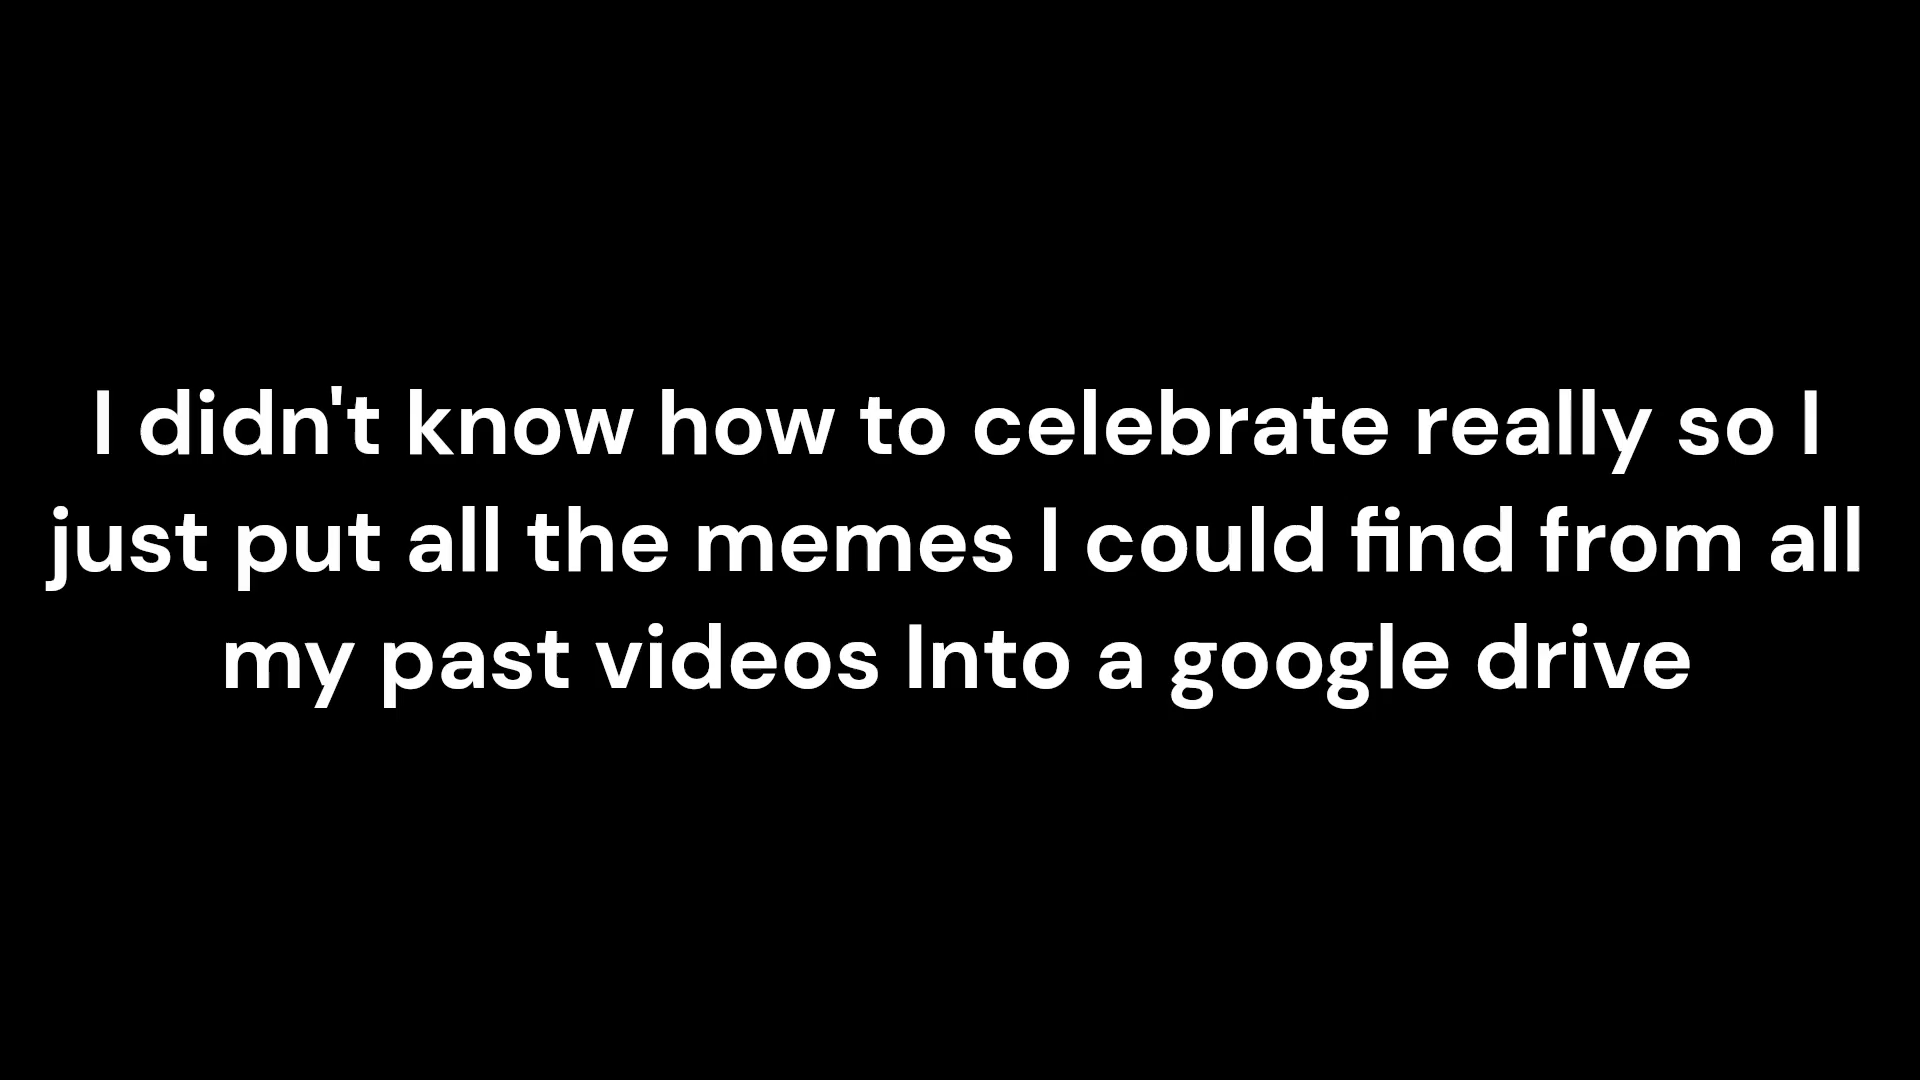 I didn't know how to celebrate really so I
just put all the memes I could find from all
my past videos Into a google drive